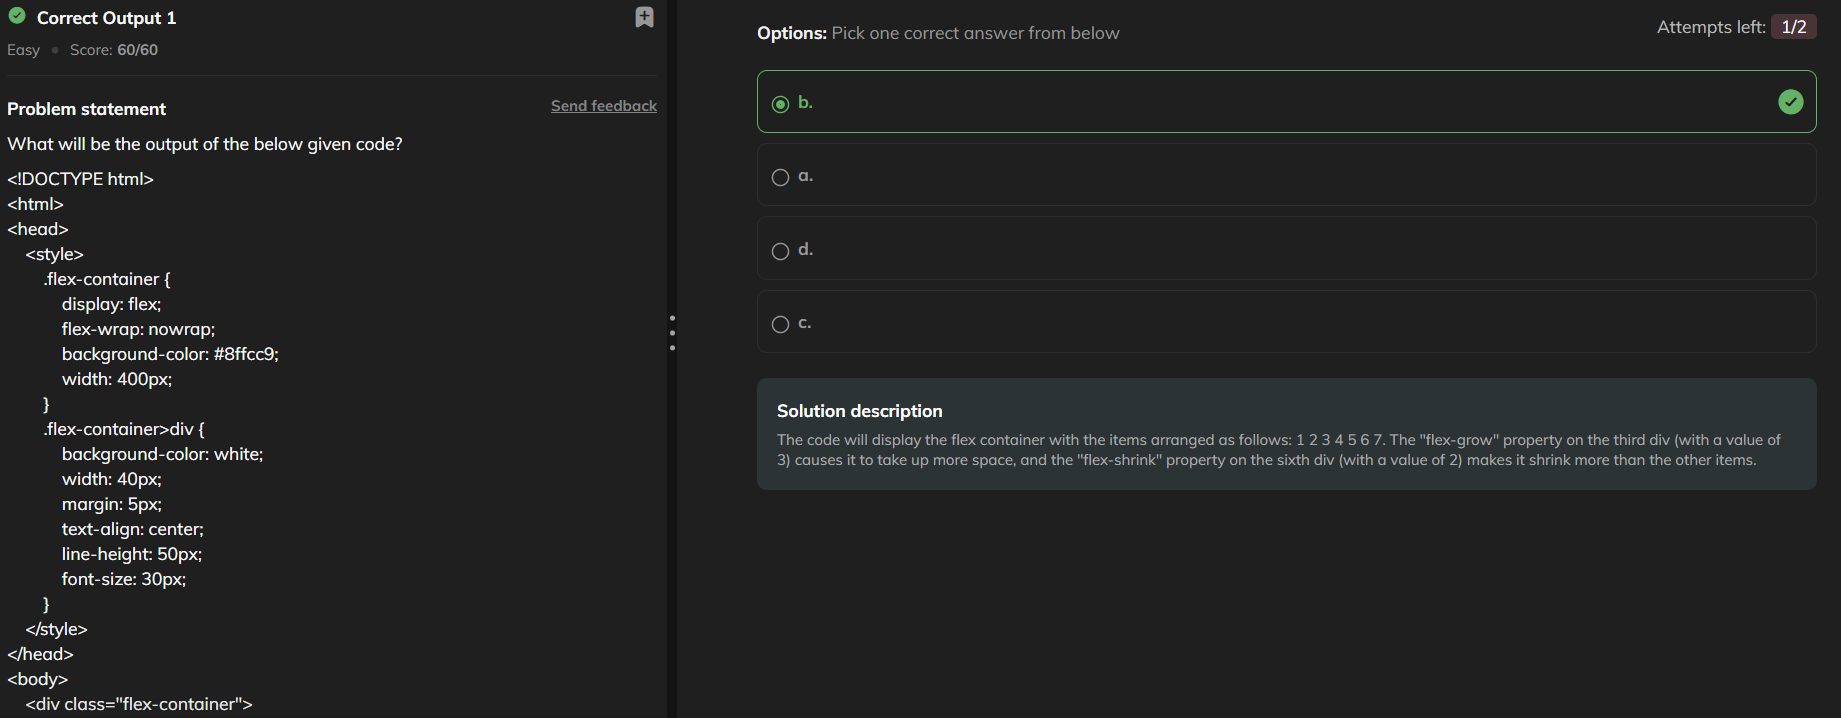 Correct Output 1
Easy • Score: 60/60
Problem statement
Send feedback
What will be the output of the below given code?
<!DOCTYPE html>
<html>
<head>
<style>
.flex-container {
display: flex;
flex-wrap: nowrap;
background-color: #8ffcc9;
width: 400px;
}
.flex-container>div {
background-color: white;
width: 40px;
margin: 5px;
text-align: center;
line-height: 50px;
font-size: 30px;
}
</style>
</head>
<body>
<div class="flex-container">
Options: Pick one correct answer from below
Attempts left: 1/2
b.
a.
d.
c.
Solution description
The code will display the flex container with the items arranged as follows: 1 2 3 4 5 6 7. The "flex-grow" property on the third div (with a value of
3) causes it to take up more space, and the "flex-shrink" property on the sixth div (with a value of 2) makes it shrink more than the other items.